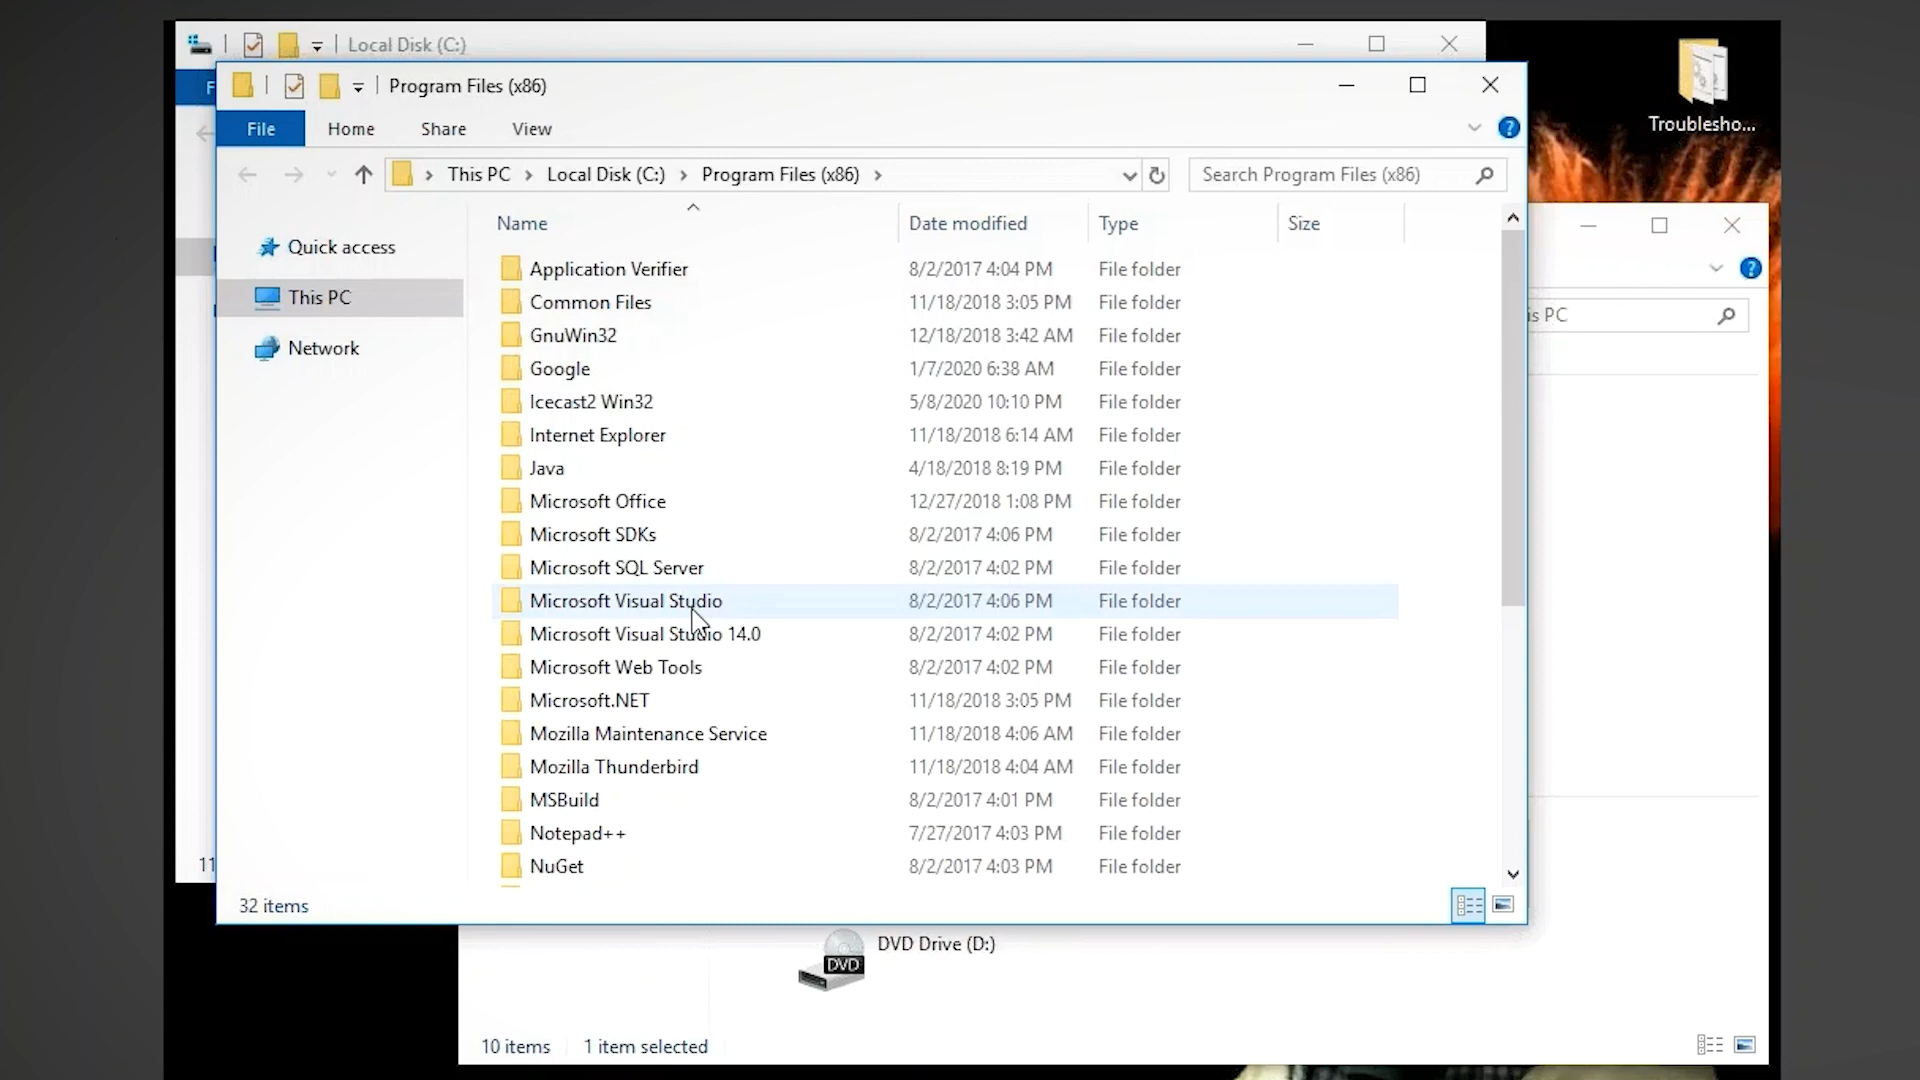 Local Disk (C:)
Program Files (x86)
File Home Share View
This PC Local Disk (C:) Program Files (x86)
Search Program Files (x86)
Troublesho...
Name Date modified Type Size
Quick access
This PC
Network
Application Verifier 8/2/2017 4:04 PM File folder
Common Files 11/18/2018 3:05 PM File folder
GnuWin32 12/18/2018 3:42 AM File folder
Google 1/7/2020 6:38 AM File folder
Icecast2 Win32 5/8/2020 10:10 PM File folder
Internet Explorer 11/18/2018 6:14 AM File folder
Java 4/18/2018 8:19 PM File folder
Microsoft Office 12/27/2018 1:08 PM File folder
Microsoft SDKs 8/2/2017 4:06 PM File folder
Microsoft SQL Server 8/2/2017 4:02 PM File folder
Microsoft Visual Studio 8/2/2017 4:06 PM File folder
Microsoft Visual Studio 14.0 8/2/2017 4:02 PM File folder
Microsoft Web Tools 8/2/2017 4:02 PM File folder
Microsoft.NET 11/18/2018 3:05 PM File folder
Mozilla Maintenance Service 11/18/2018 4:06 AM File folder
Mozilla Thunderbird 11/18/2018 4:04 AM File folder
MSBuild 8/2/2017 4:01 PM File folder
Notepad++ 7/27/2017 4:03 PM File folder
NuGet 8/2/2017 4:03 PM File folder
32 items
is PC
11
DVD
DVD Drive (D:)
10 items 1 item selected